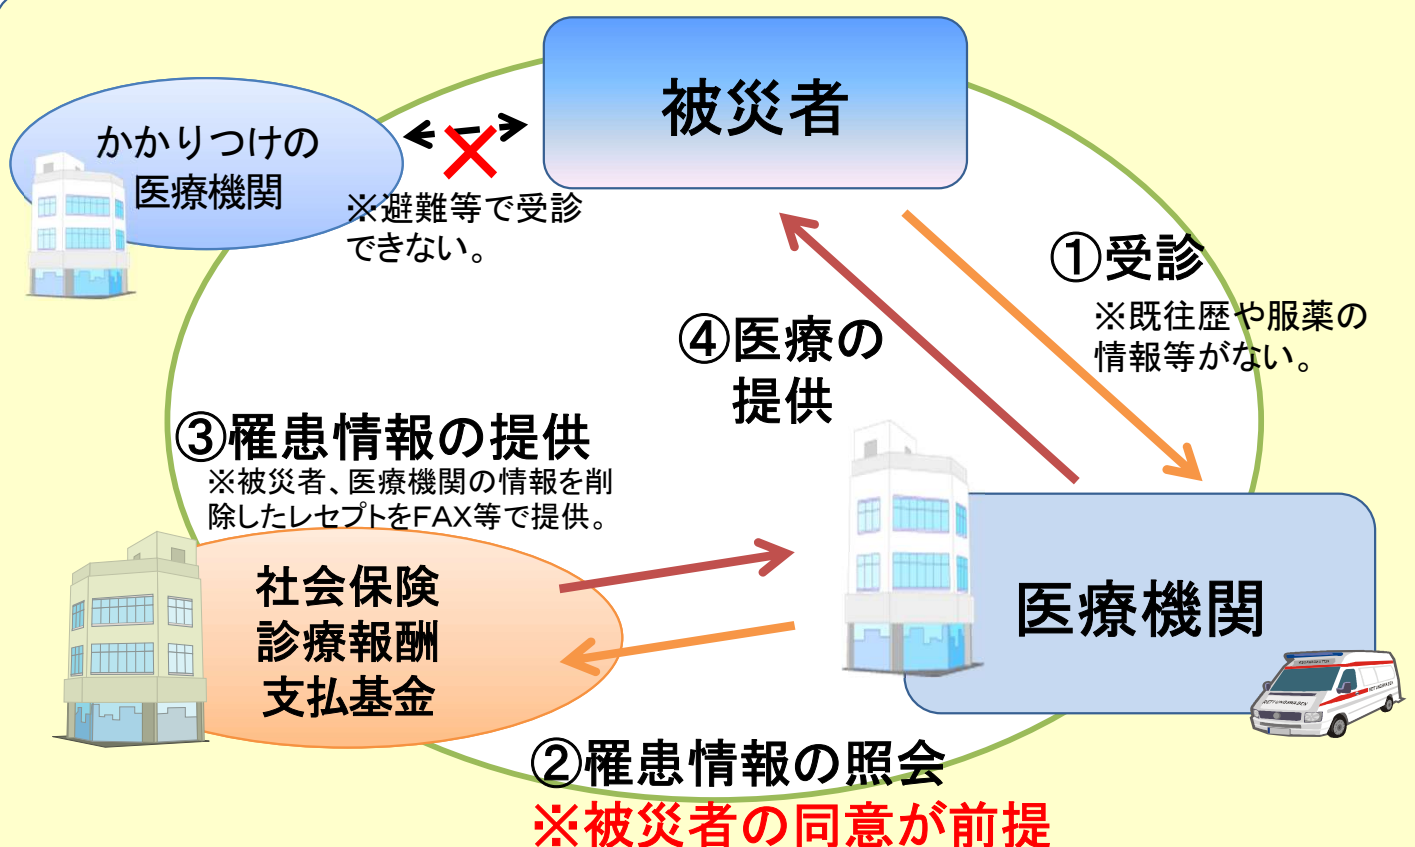 被災者
かかりつけの
医療機関
※避難等で受診
できない。
①受診
※既往歴や服薬の
情報等がない。
④医療の
提供
③罹患情報の提供
※被災者、医療機関の情報を削
除したレセプトをFAX等で提供。
社会保険
診療報酬
支払基金
医療機関
②罹患情報の照会
※被災者の同意が前提